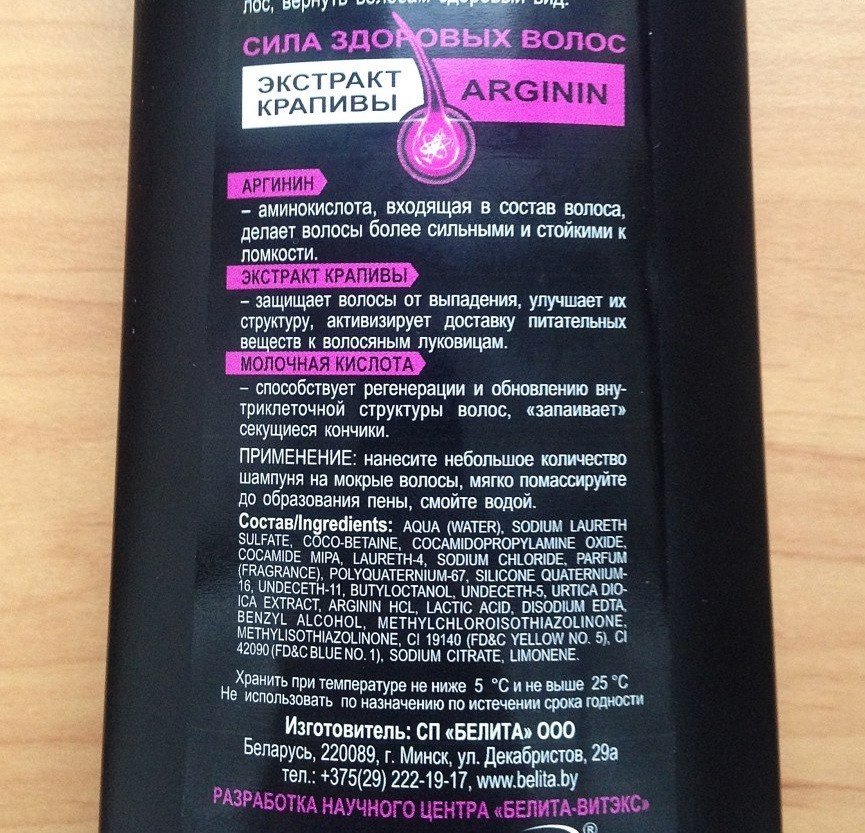 лос, вернуть волосам здоровый вид.
СИЛА ЗДОРОВЫХ ВОЛОС
ЭКСТРАКТ
КРАПИВЫ
ARGININ
АРГИНИН
– аминокислота, входящая в состав волоса,
делает волосы более сильными и стойкими к
ломкости.
ЭКСТРАКТ КРАПИВЫ
– защищает волосы от выпадения, улучшает их
структуру, активизирует доставку питательных
веществ к волосяным луковицам.
МОЛОЧНАЯ КИСЛОТА
– способствует регенерации и обновлению вну-
триклеточной структуры волос, «запаивает»
секущиеся кончики.
ПРИМЕНЕНИЕ: нанесите небольшое количество
шампуня на мокрые волосы, мягко помассируйте
до образования пены, смойте водой.
Состав/Ingredients: AQUA (WATER), SODIUM LAURETH
SULFATE, COCO-BETAINE, COCAMIDOPROPYLAMINE OXIDE,
COCAMIDE MIPA, LAURETH-4, SODIUM CHLORIDE, PARFUM
(FRAGRANCE), POLYQUATERNIUM-67, SILICONE QUATERNIUM-
16, UNDECETH-11, BUTYLOCTANOL, UNDECETH-5, URTICA DIO-
ICA EXTRACT, ARGININ HCL, LACTIC ACID, DISODIUM EDTA,
BENZYL ALCOHOL, METHYLCHLOROISOTHIAZOLINONE,
METHYLISOTHIAZOLINONE, CI 19140 (FD&C YELLOW NO. 5), CI
42090 (FD&C BLUE NO. 1), SODIUM CITRATE, LIMONENE.
Хранить при температуре не ниже 5 °C и не выше 25 °C
Не использовать по назначению по истечении срока годности
Изготовитель: СП «БЕЛИТА» ООО
Беларусь, 220089, г. Минск, ул. Декабристов, 29а
тел.: +375(29) 222-19-17, www.belita.by
РАЗРАБОТКА НАУЧНОГО ЦЕНТРА «БЕЛИТА-ВИТЭКС»
®